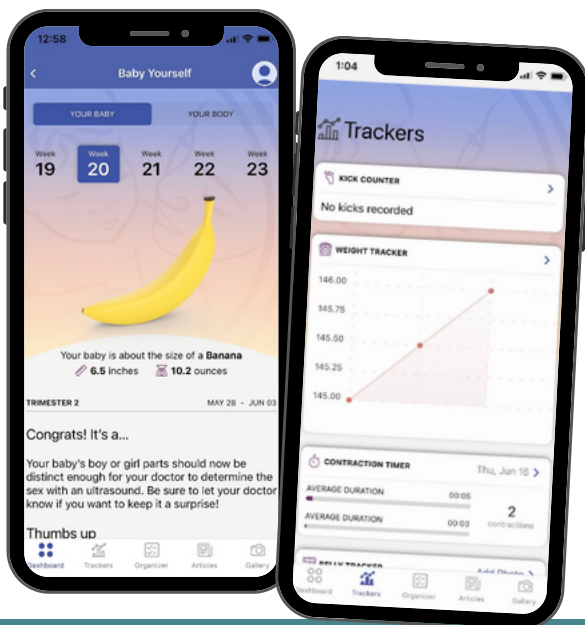 12:58
Baby Yourself
YOUR BABY
YOUR BODY
Week Week Week Week Week
19 20 21 22 23
Your baby is about the size of a Banana
6.5 inches 10.2 ounces
TRIMESTER 2
MAY 28 - JUN 03
Congrats! It's a...
Your baby's boy or girl parts should now be
distinct enough for your doctor to determine the
sex with an ultrasound. Be sure to let your doctor
know if you want to keep it a surprise!
Thumbs up
Dashboard Trackers Organizer Articles Gallery
1:04
Trackers
KICK COUNTER
No kicks recorded
WEIGHT TRACKER
146.00
145.75
145.50
145.25
145.00
CONTRACTION TIMER
Thu, Jun 16
AVERAGE DURATION
00:05
AVERAGE DURATION
00:03
2
contractions
BELLY TRACKER
Add Photo
Dashboard Trackers Organizer Articles Gallery